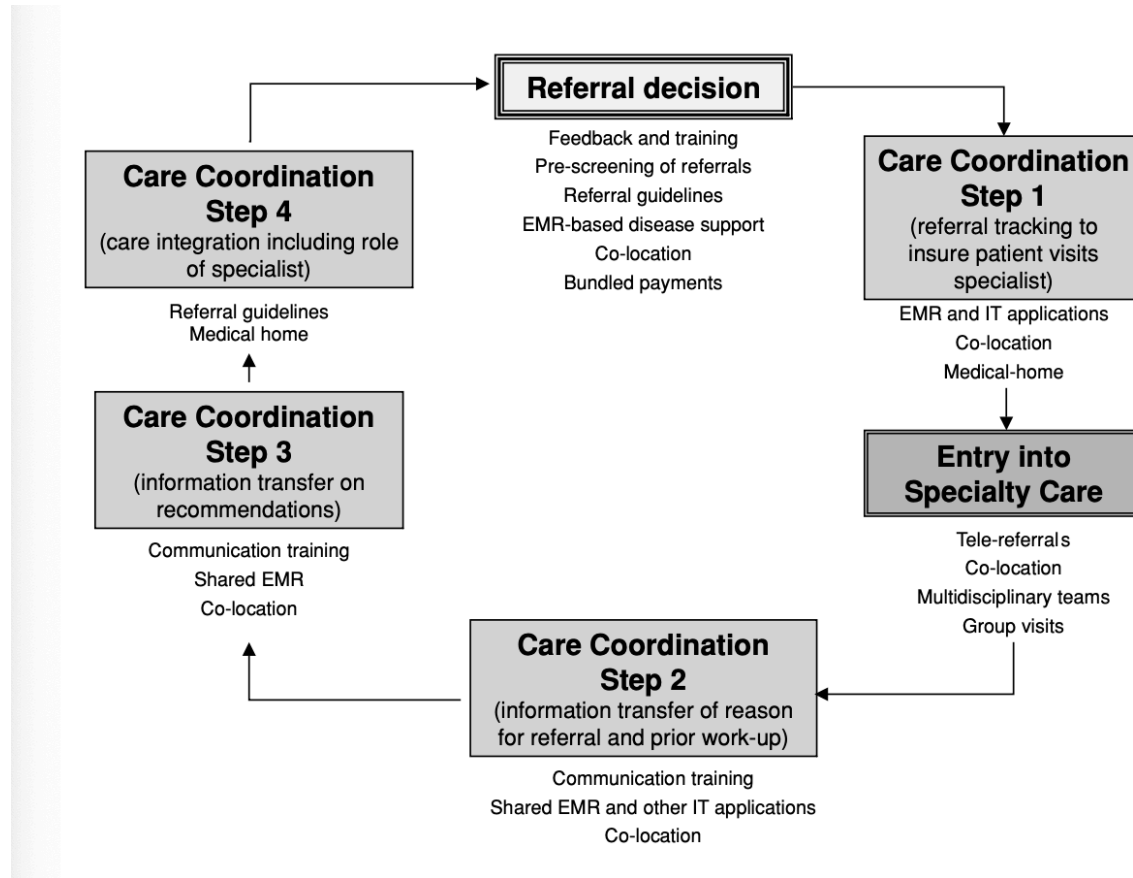 Referral decision
Feedback and training
Pre-screening of referrals
Referral guidelines
EMR-based disease support
Co-location
Bundled payments
Care Coordination
Step 1
(referral tracking to
insure patient visits
specialist)
EMR and IT applications
Co-location
Medical-home
Entry into
Specialty Care
Tele-referrals
Co-location
Multidisciplinary teams
Group visits
Care Coordination
Step 2
(information transfer of reason
for referral and prior work-up)
Communication training
Shared EMR and other IT applications
Co-location
Care Coordination
Step 3
(information transfer on
recommendations)
Communication training
Shared EMR
Co-location
Care Coordination
Step 4
(care integration including role
of specialist)
Referral guidelines
Medical home